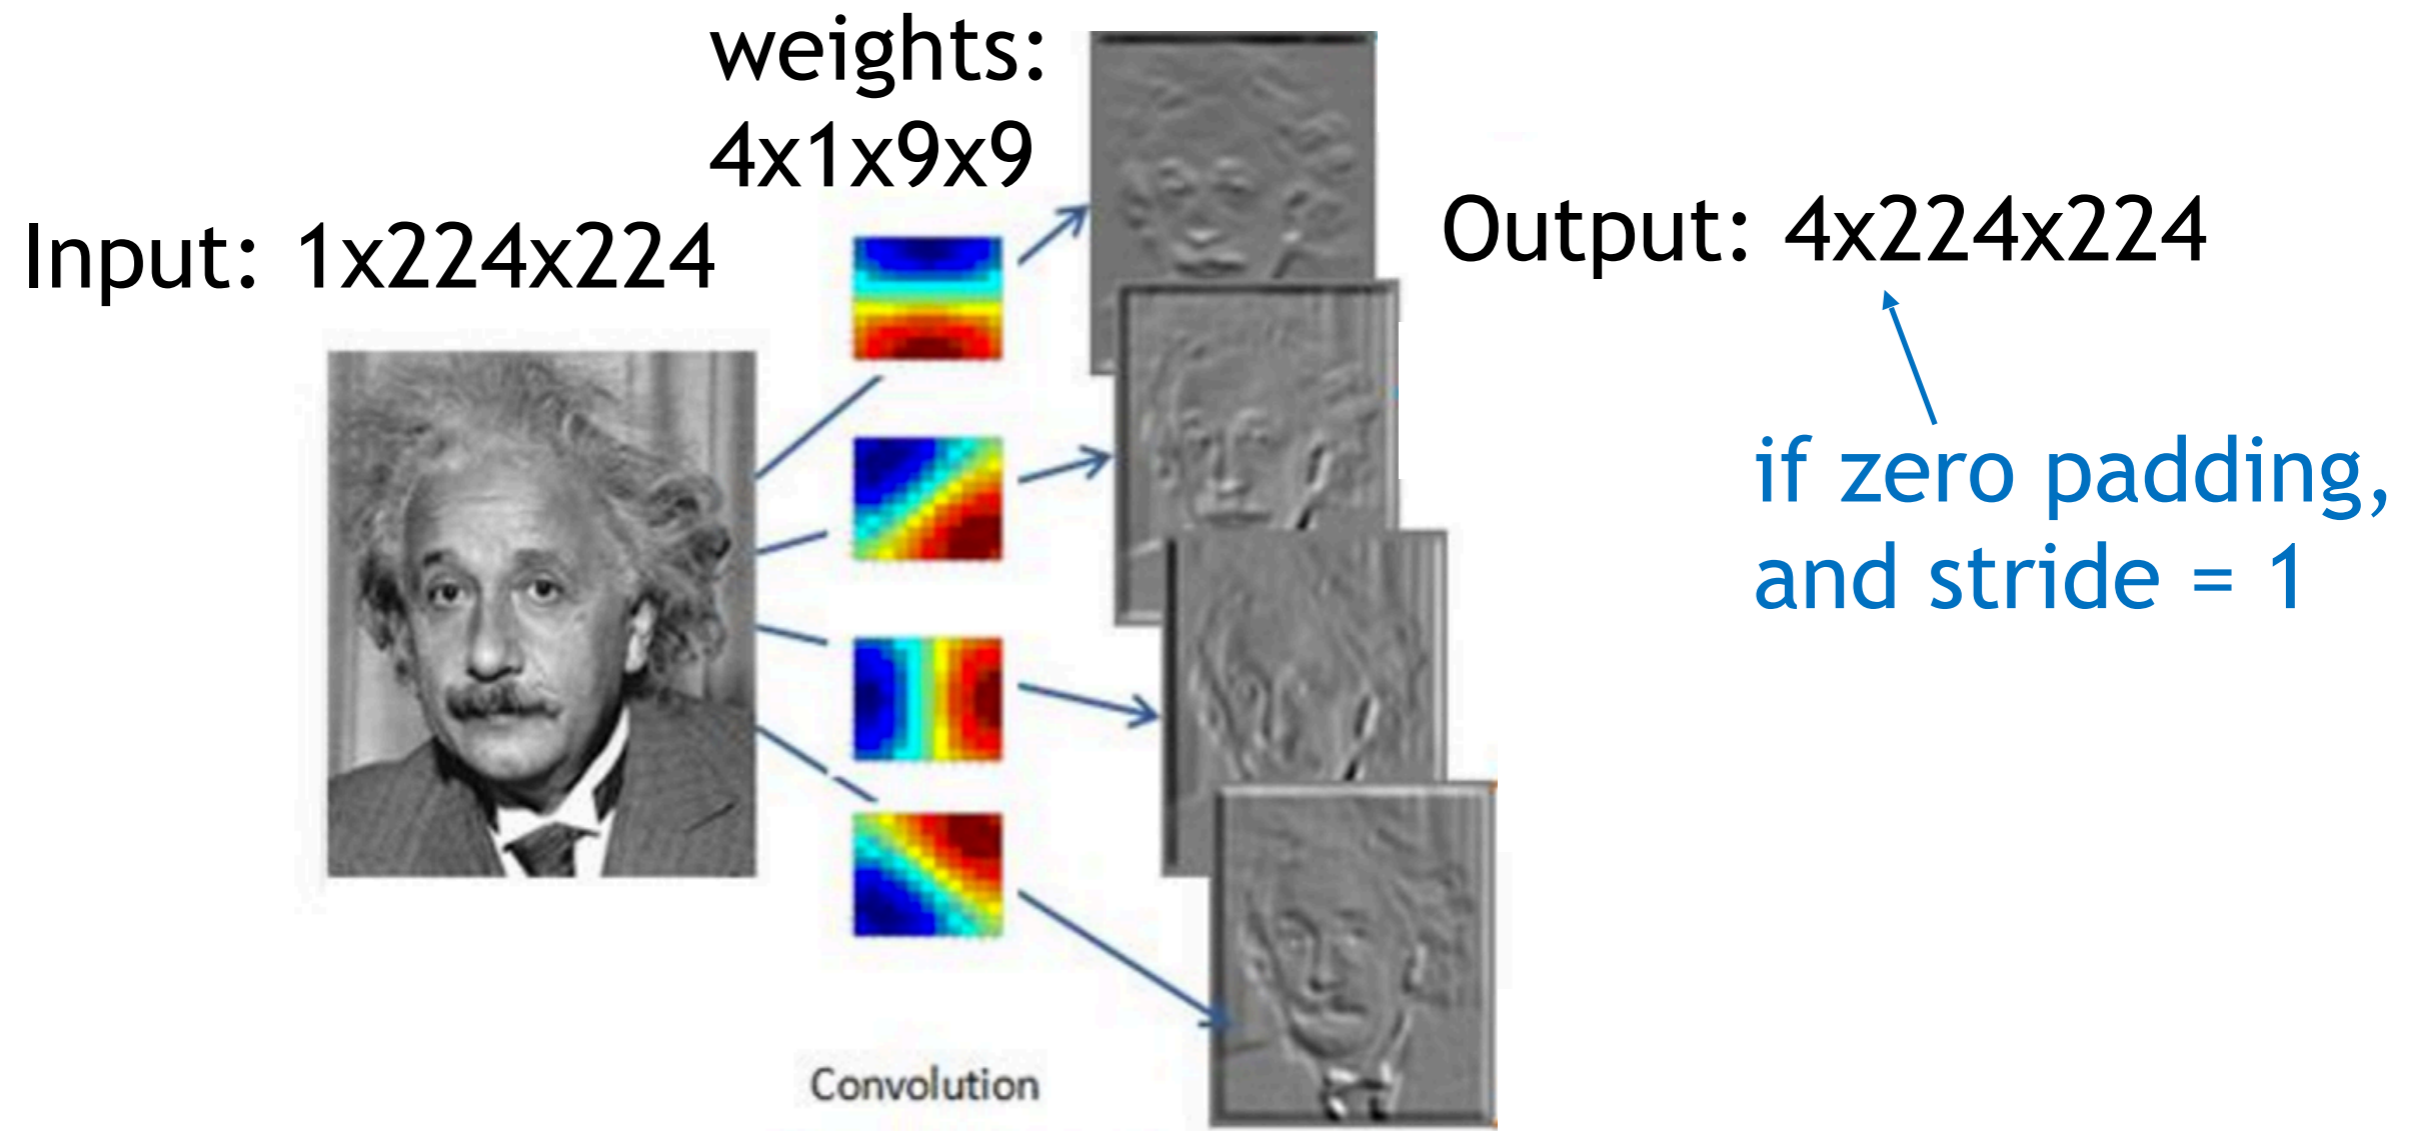 weights:
4x1x9x9
Input: 1x224x224
Output: 4x224x224
if zero padding,
and stride = 1
Convolution